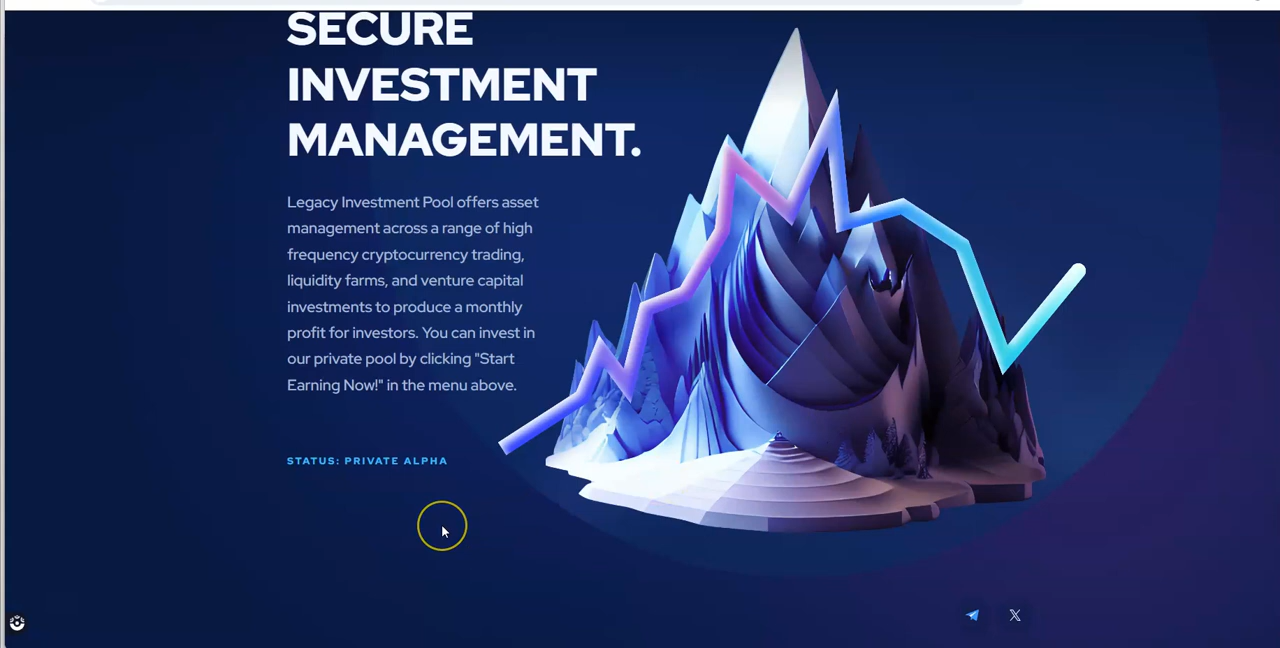 SECURE
INVESTMENT
MANAGEMENT.
Legacy Investment Pool offers asset
management across a range of high
frequency cryptocurrency trading,
liquidity farms, and venture capital
investments to produce a monthly
profit for investors. You can invest in
our private pool by clicking "Start
Earning Now!" in the menu above.
STATUS: PRIVATE ALPHA